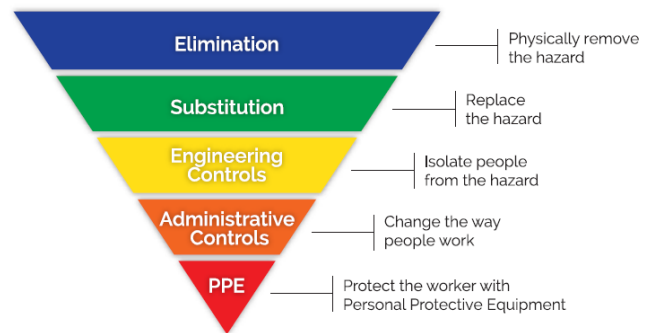 Elimination
Physically remove
the hazard
Substitution
Replace
the hazard
Engineering
Controls
Isolate people
from the hazard
Administrative
Controls
Change the way
people work
PPE
Protect the worker with
Personal Protective Equipment